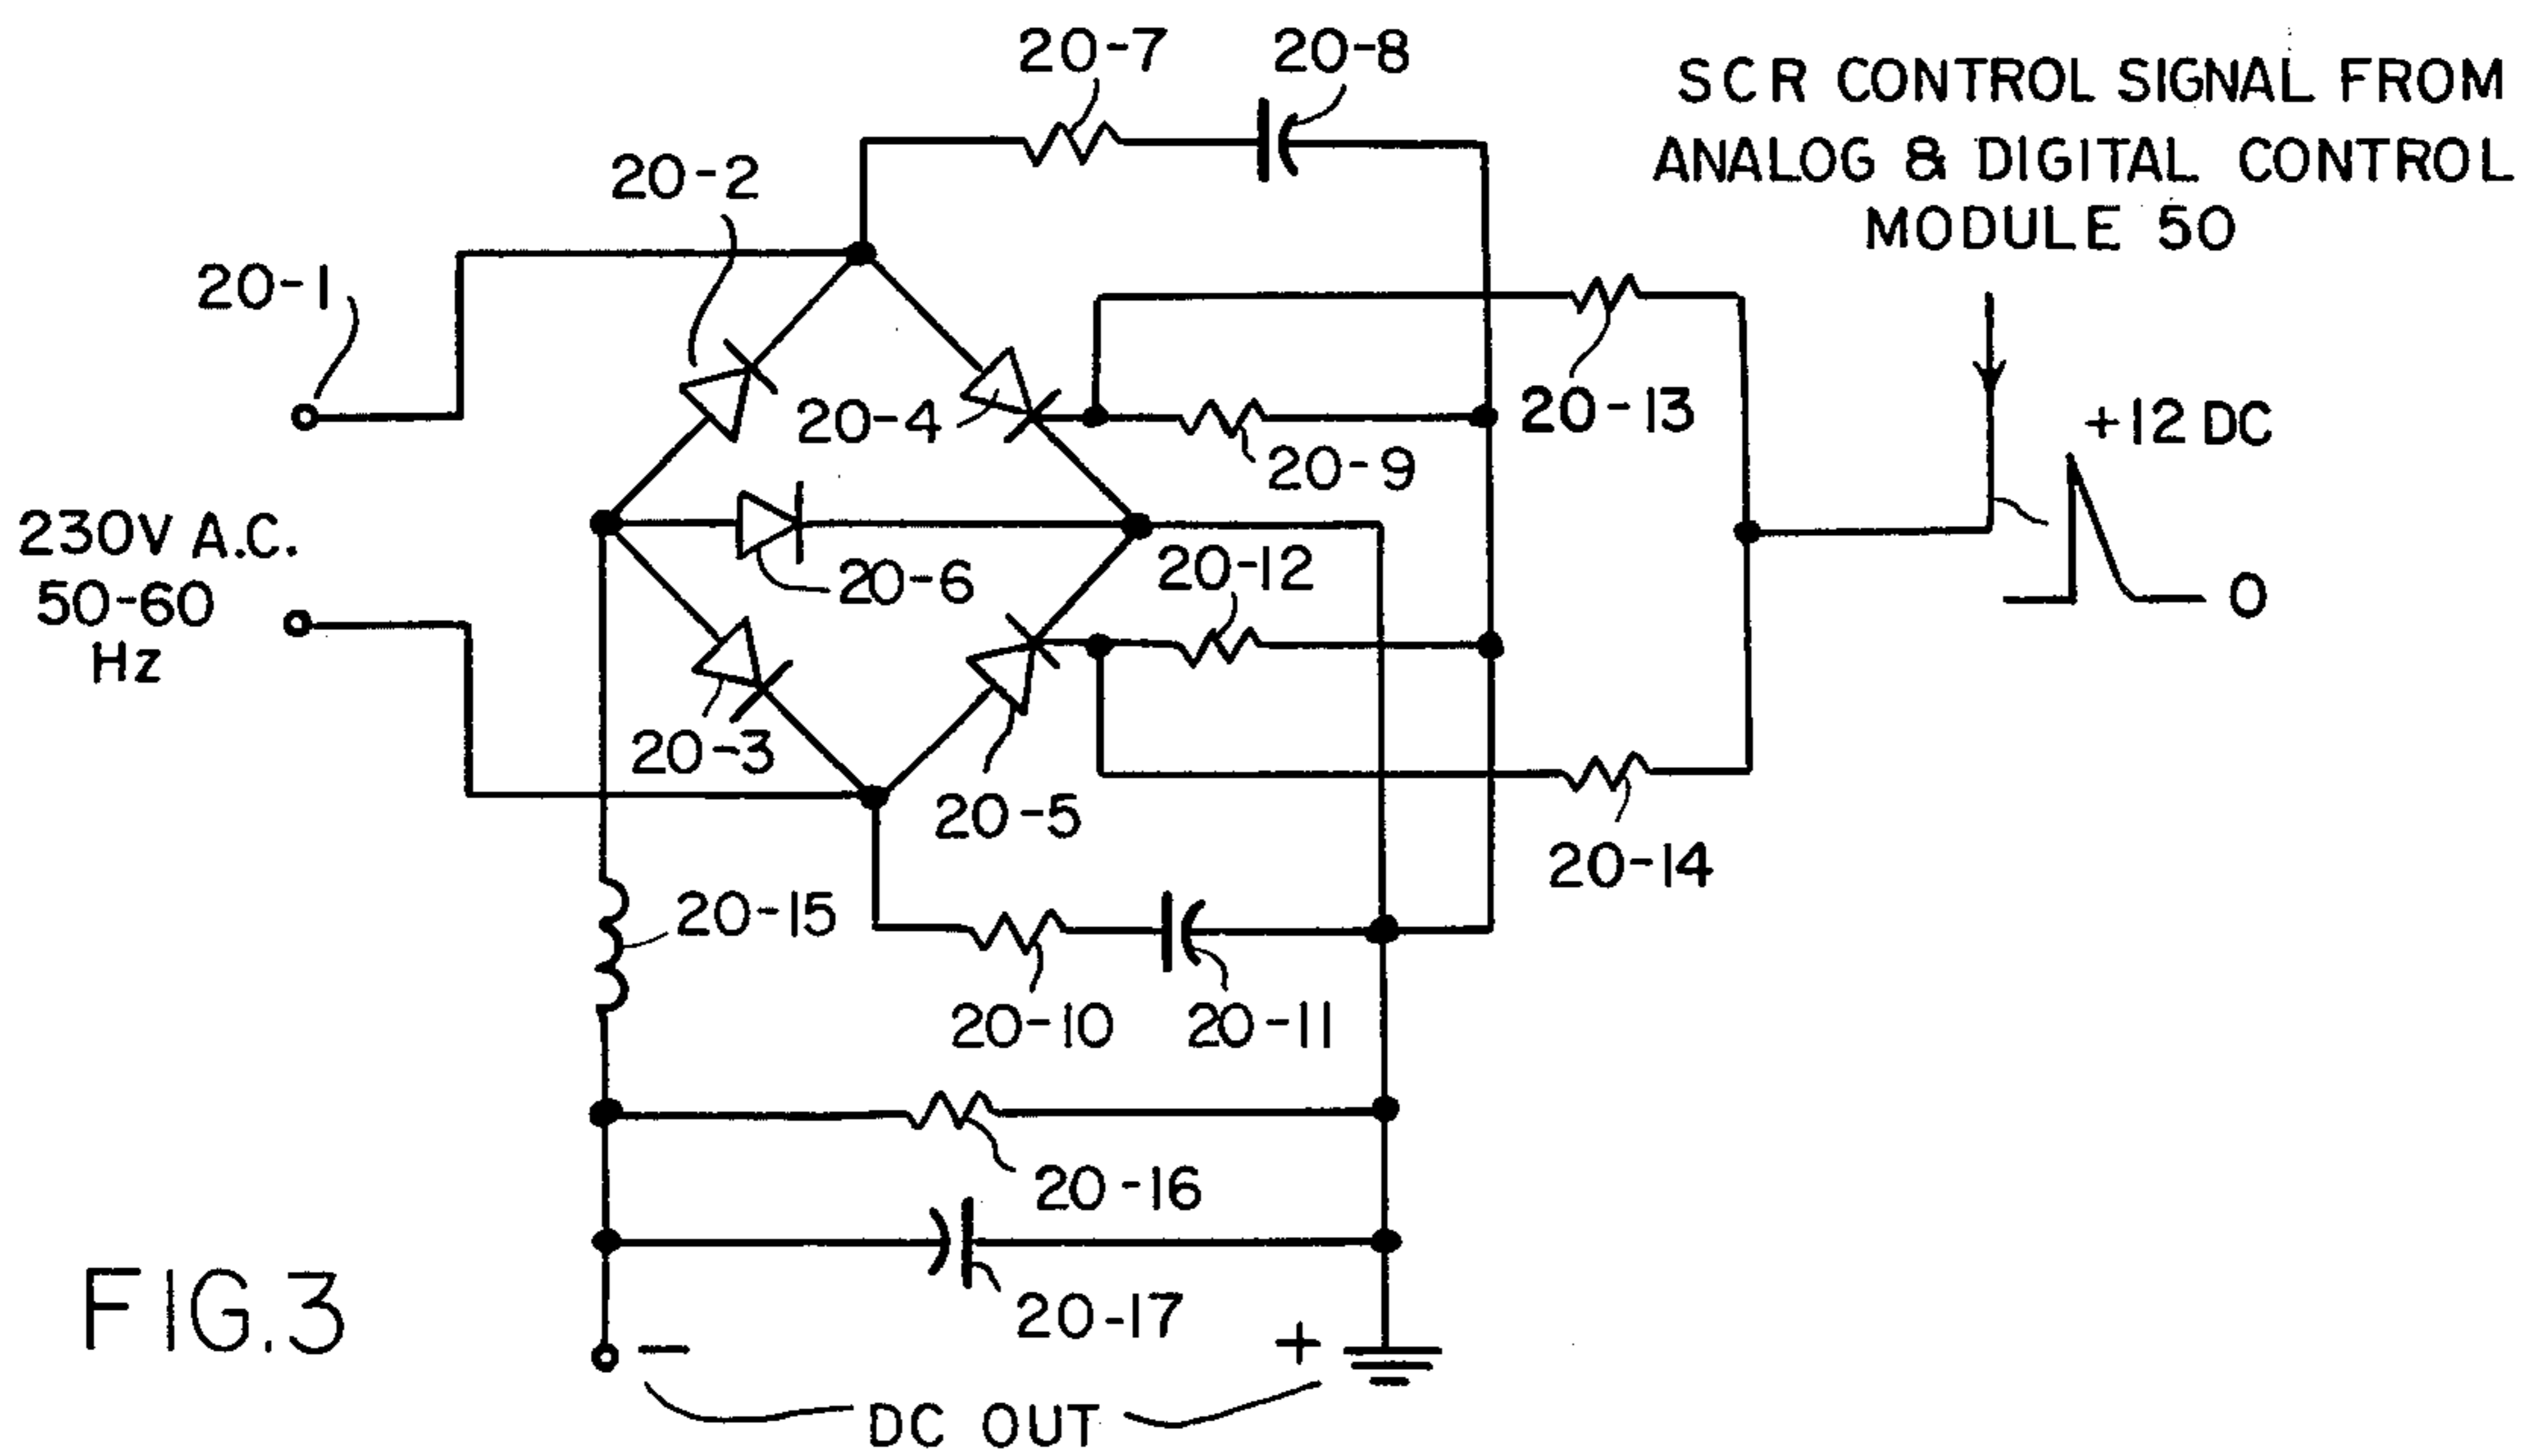 20-7
20-8
SCR CONTROL SIGNAL FROM
ANALOG & DIGITAL CONTROL
MODULE 50
20-2
20-1
20-4
20-13
+12 DC
20-9
230V A.C.
50-60
Hz
20-6
20-12
0
20-3
20-5
20-14
20-15
20-10
20-11
20-16
20-17
FIG.3
-
+
DC OUT